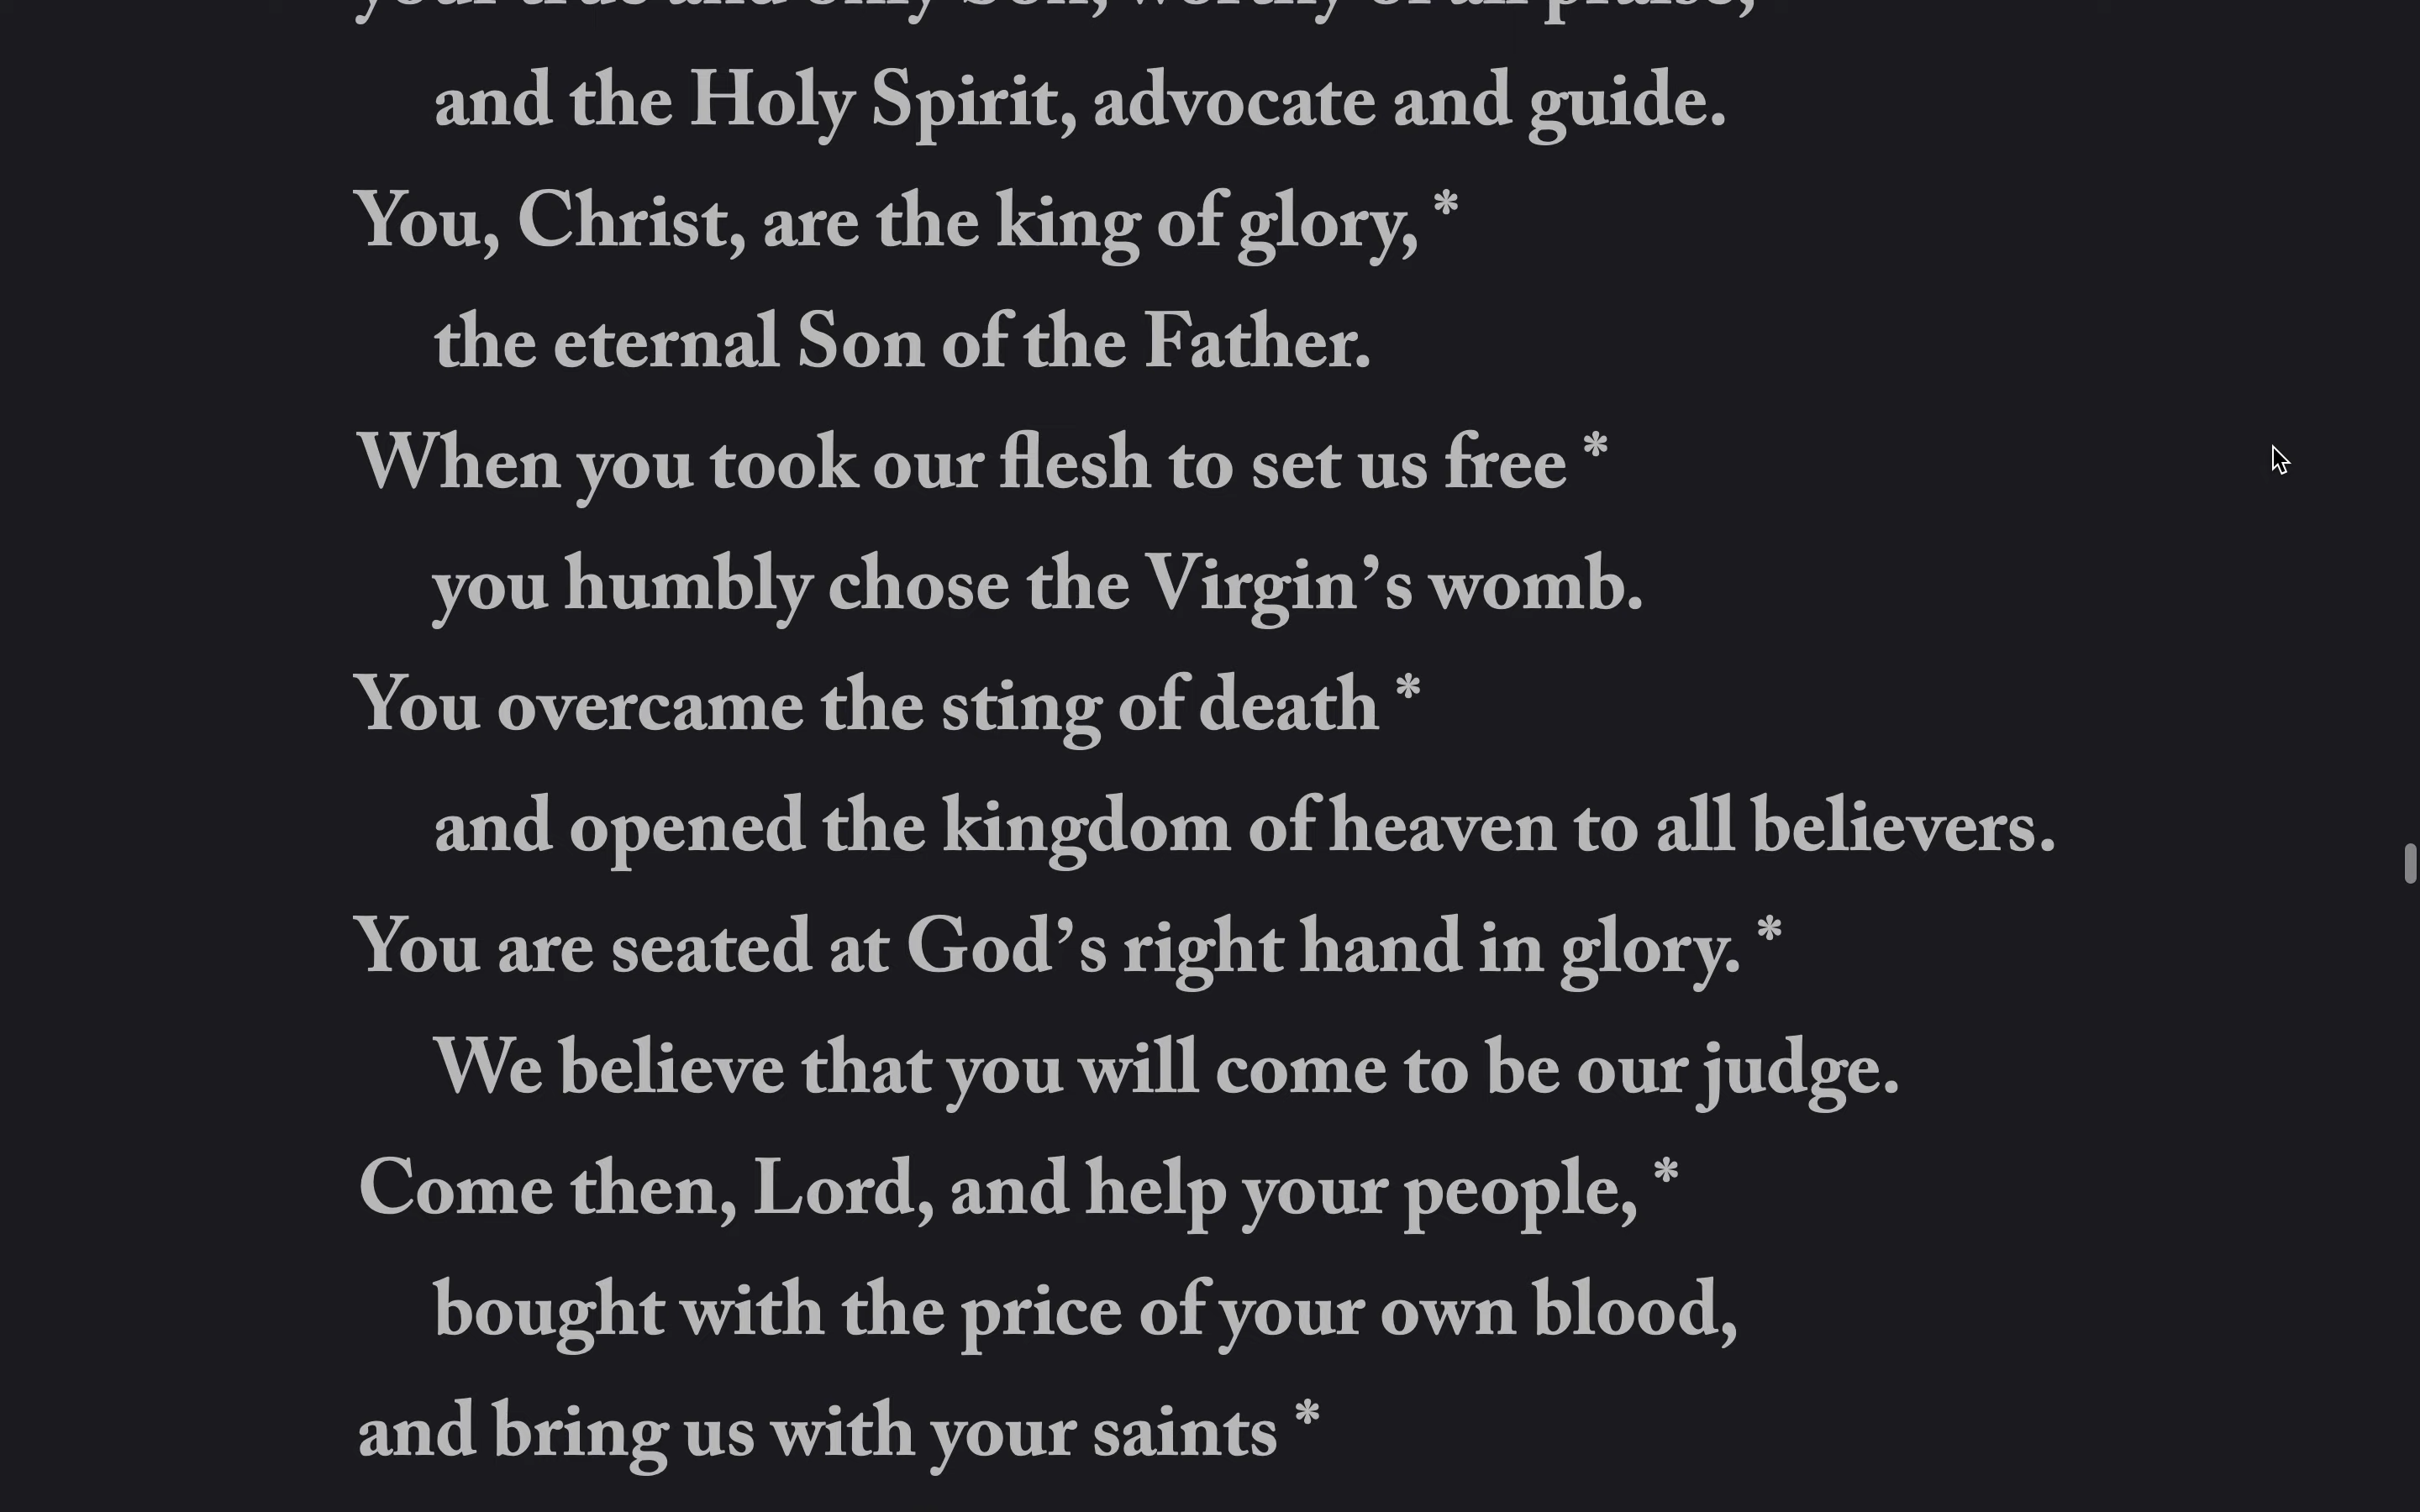 and the Holy Spirit, advocate and guide.
You, Christ, are the king of glory, *
the eternal Son of the Father.
When you took our flesh to set us free *
you humbly chose the Virgin’s womb.
You overcame the sting of death *
and opened the kingdom of heaven to all believers.
You are seated at God’s right hand in glory. *
We believe that you will come to be our judge.
Come then, Lord, and help your people, *
bought with the price of your own blood,
and bring us with your saints *